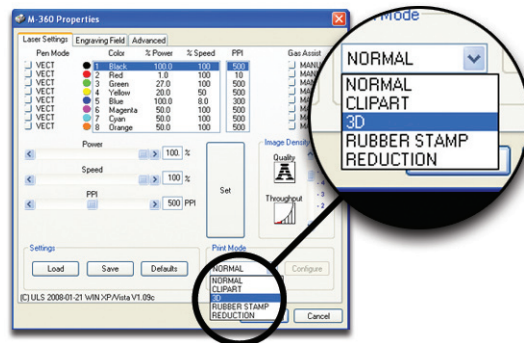 M-360 Properties
Laser Settings Engraving Field Advanced
Pen Mode Color % Power % Speed PPI Gas Assist
VECT 1 Black 100.0 100 500 MANU
VECT 2 Red 1.0 100 10 MANU
VECT 3 Green 27.0 100 500
VECT 4 Yellow 20.0 50 500
VECT 5 Blue 100.0 8.0 300
VECT 6 Magenta 50.0 100 500
VECT 7 Cyan 50.0 100 500
VECT 8 Orange 50.0 100 500
Power
100. %
Speed
100 %
PPI
500 PPI
Set
Image Density
Quality
A
Throughput
- 4
- 3
- 2
Settings
Load Save Defaults
Print Mode
NORMAL
Configure
NORMAL
CLIPART
3D
RUBBER STAMP
REDUCTION
(C) ULS 2008-01-21 WIN XP/Vista V1.09c
Cancel
Mode
NORMAL
NORMAL
CLIPART
3D
RUBBER STAMP
REDUCTION